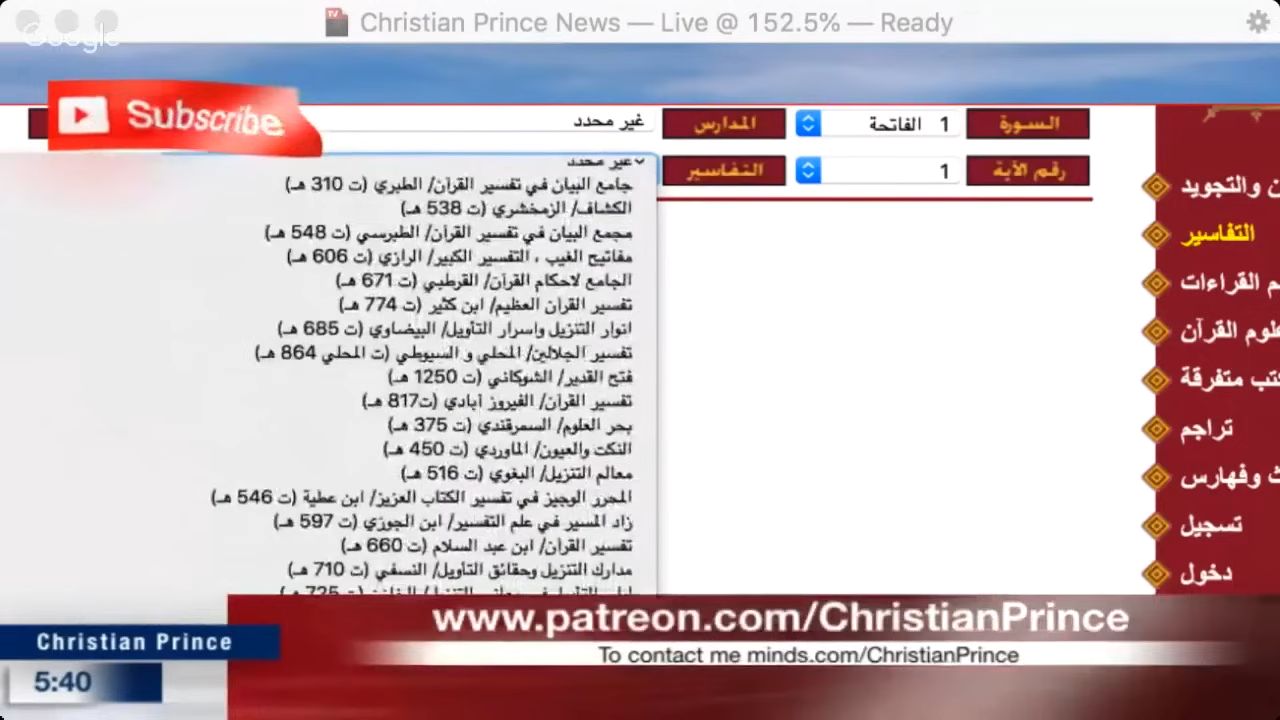 Christian Prince News — Live @ 152.5% — Ready
Google
Subscribe
السورة
1 الفاتحة
المدارس
غير محدد
رقم الآية
1
التفاسير
غير محدد
جامع البيان في تفسير القرآن/ الطبري (ت 310 هـ)
الكشاف/ الزمخشري (ت 538 هـ)
مجمع البيان في تفسير القرآن/ الطبرسي (ت 548 هـ)
مفاتيح الغيب ، التفسير الكبير/ الرازي (ت 606 هـ)
الجامع لاحكام القرآن/ القرطبي (ت 671 هـ)
تفسير القرآن العظيم/ ابن كثير (ت 774 هـ)
انوار التنزيل واسرار التأويل/ البيضاوي (ت 685 هـ)
تفسير الجلالين/ المحلي و السيوطي (ت المحلي 864 هـ)
فتح القدير/ الشوكاني (ت 1250 هـ)
تفسير القرآن/ الفيروز آبادي (ت817 هـ)
بحر العلوم/ السمرقندي (ت 375 هـ)
النكت والعيون/ الماوردي (ت 450 هـ)
معالم التنزيل/ البغوي (ت 516 هـ)
المحرر الوجيز في تفسير الكتاب العزيز/ ابن عطية (ت 546 هـ)
زاد المسير في علم التفسير/ ابن الجوزي (ت 597 هـ)
تفسير القرآن/ ابن عبد السلام (ت 660 هـ)
مدارك التنزيل وحقائق التأويل/ النسفي (ت 710 هـ)
والتجويد
التفاسير
القراءات
علوم القرآن
كتب متفرقة
تراجم
وفهارس
تسجيل
دخول
www.patreon.com/ChristianPrince
To contact me minds.com/ChristianPrince
Christian Prince
5:40